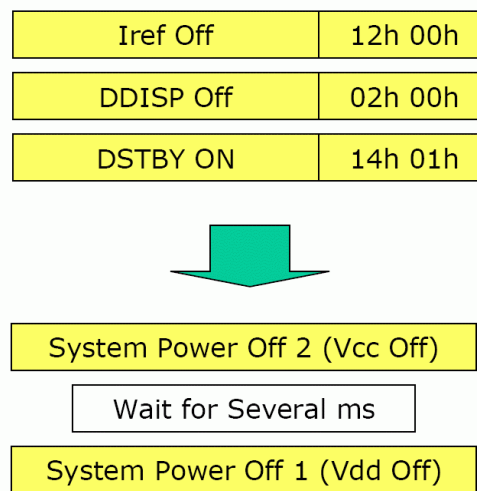 Iref Off 12h 00h
DDISP Off 02h 00h
DSTBY ON 14h 01h
System Power Off 2 (Vcc Off)
Wait for Several ms
System Power Off 1 (Vdd Off)